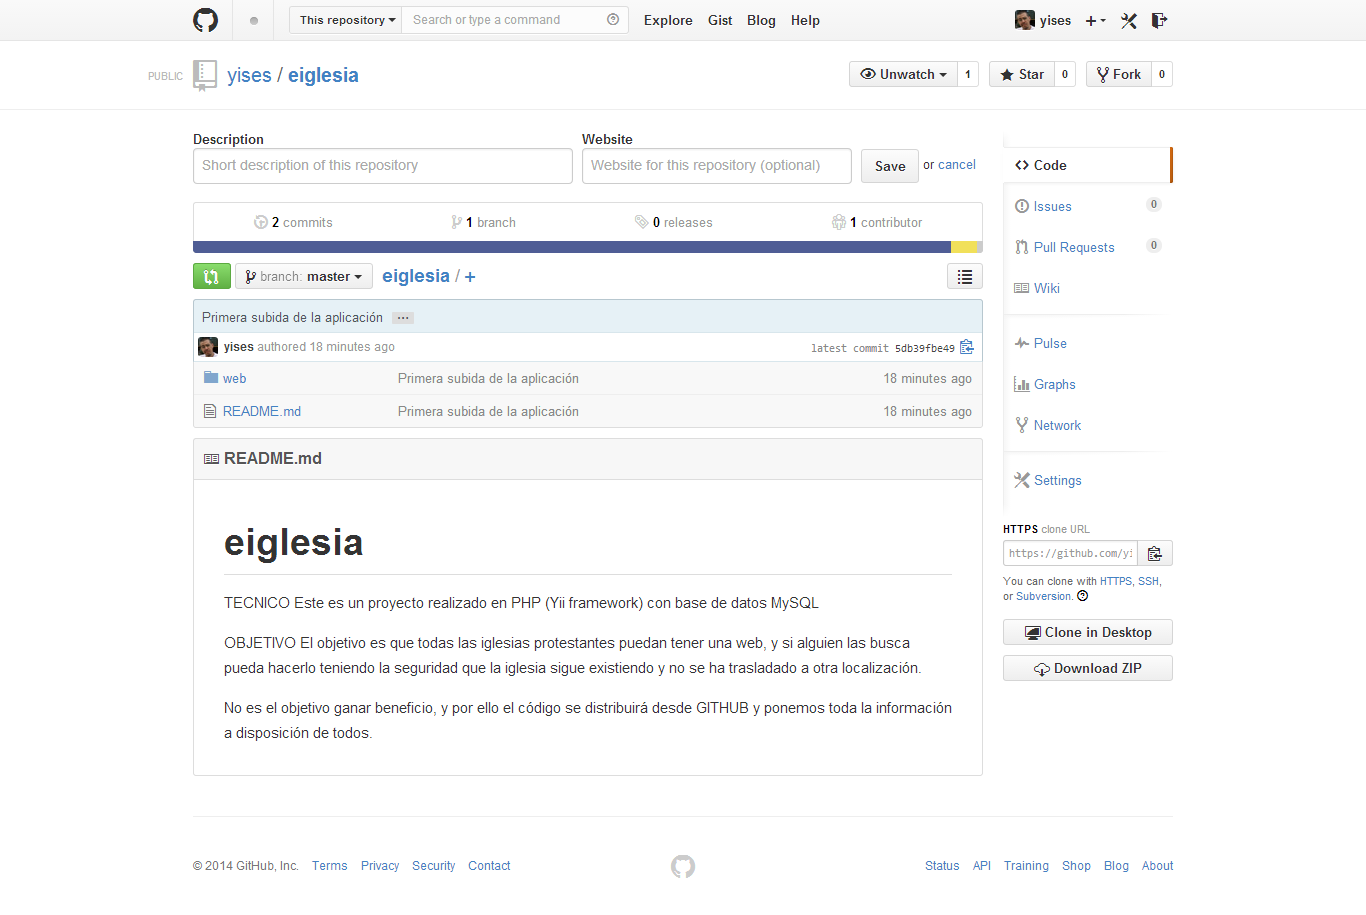 This repository Search or type a command Explore Gist Blog Help yises
PUBLIC yises / eiglesia Unwatch 1 Star 0 Fork 0
Description Website
Short description of this repository Website for this repository (optional) Save or cancel
2 commits 1 branch 0 releases 1 contributor
branch: master eiglesia / +
Primera subida de la aplicación ...
yises authored 18 minutes ago latest commit 5db39fbe49
web Primera subida de la aplicación 18 minutes ago
README.md Primera subida de la aplicación 18 minutes ago
README.md
eiglesia
TECNICO Este es un proyecto realizado en PHP (Yii framework) con base de datos MySQL
OBJETIVO El objetivo es que todas las iglesias protestantes puedan tener una web, y si alguien las busca
pueda hacerlo teniendo la seguridad que la iglesia sigue existiendo y no se ha trasladado a otra localización.
No es el objetivo ganar beneficio, y por ello el código se distribuirá desde GITHUB y ponemos toda la información
a disposición de todos.
Code
Issues 0
Pull Requests 0
Wiki
Pulse
Graphs
Network
Settings
HTTPS clone URL
https://github.com/yi
You can clone with HTTPS, SSH,
or Subversion.
Clone in Desktop
Download ZIP
© 2014 GitHub, Inc. Terms Privacy Security Contact Status API Training Shop Blog About